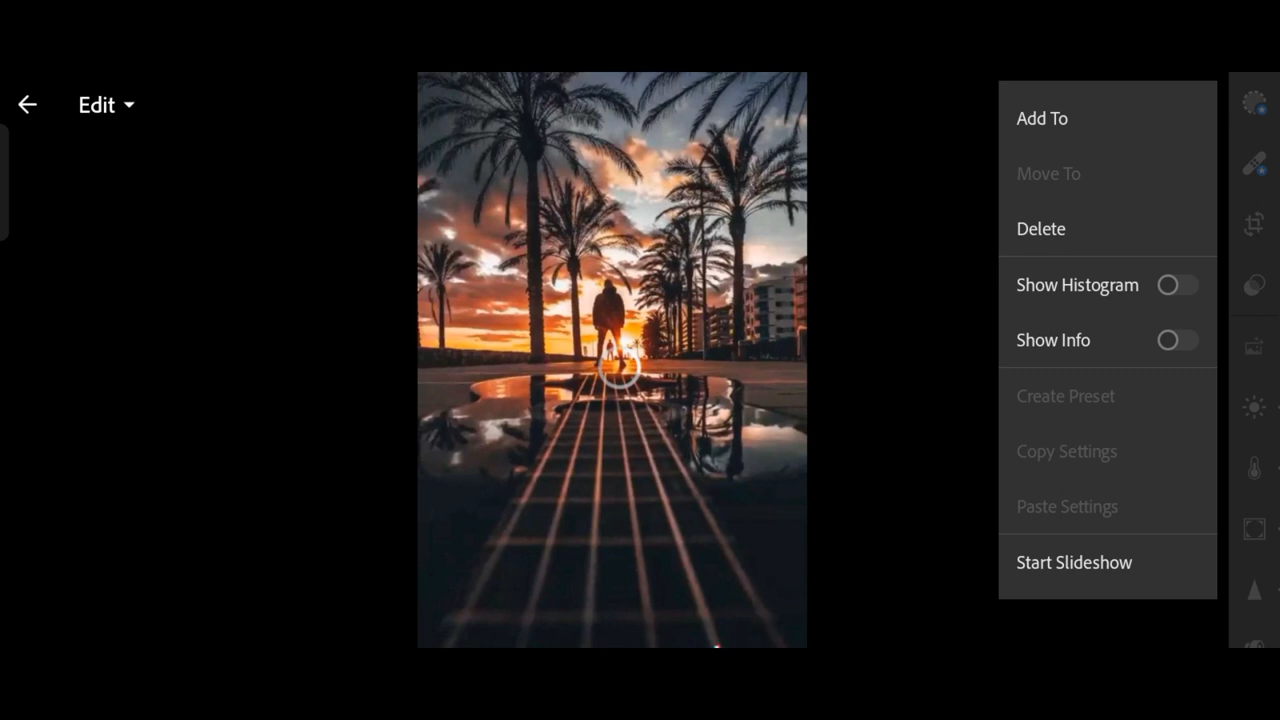 Edit
Add To
Move To
Delete
Show Histogram
Show Info
Create Preset
Copy Settings
Paste Settings
Start Slideshow